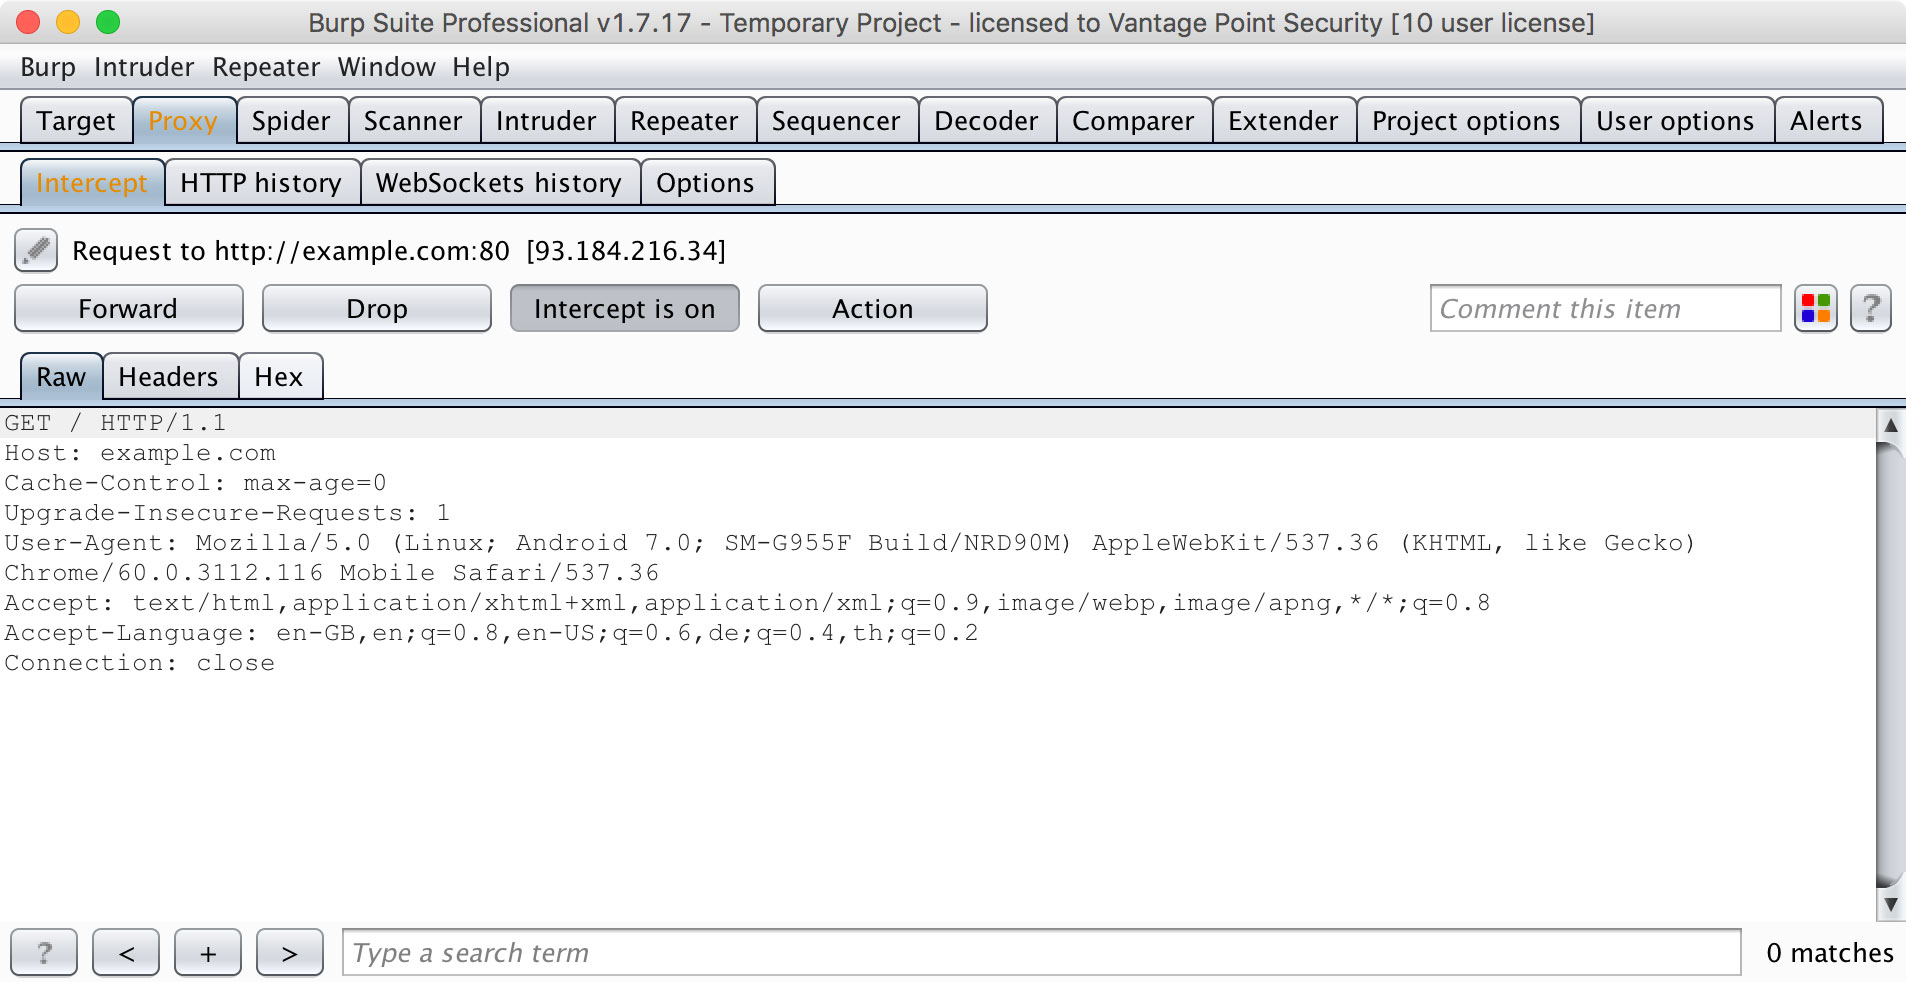 Burp Suite Professional v1.7.17 - Temporary Project - licensed to Vantage Point Security [10 user license]
Burp Intruder Repeater Window Help
Target Proxy Spider Scanner Intruder Repeater Sequencer Decoder Comparer Extender Project options User options Alerts
Intercept HTTP history WebSockets history Options
Request to http://example.com:80 [93.184.216.34]
Forward Drop Intercept is on Action Comment this item ?
Raw Headers Hex
GET / HTTP/1.1
Host: example.com
Cache-Control: max-age=0
Upgrade-Insecure-Requests: 1
User-Agent: Mozilla/5.0 (Linux; Android 7.0; SM-G955F Build/NRD90M) AppleWebKit/537.36 (KHTML, like Gecko)
Chrome/60.0.3112.116 Mobile Safari/537.36
Accept: text/html,application/xhtml+xml,application/xml;q=0.9,image/webp,image/apng,*/*;q=0.8
Accept-Language: en-GB,en;q=0.8,en-US;q=0.6,de;q=0.4,th;q=0.2
Connection: close
? < + > Type a search term 0 matches